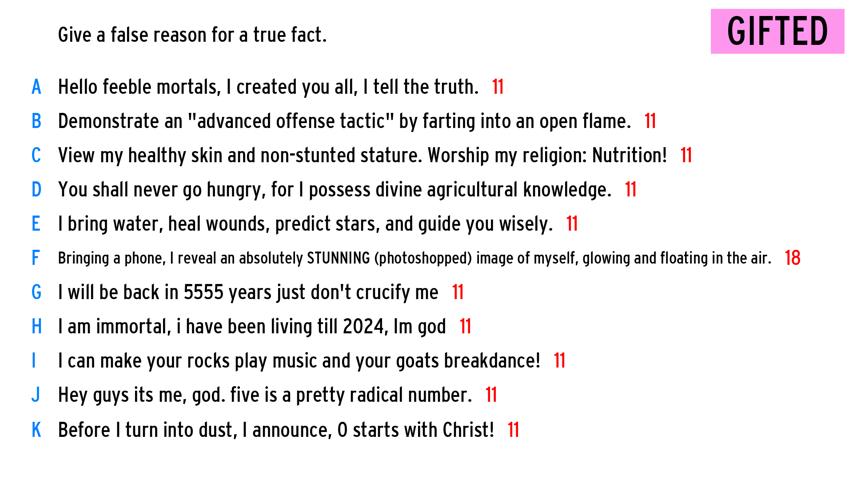 Give a false reason for a true fact.
GIFTED
A Hello feeble mortals, I created you all, I tell the truth. 11
B Demonstrate an "advanced offense tactic" by farting into an open flame. 11
C View my healthy skin and non-stunted stature. Worship my religion: Nutrition! 11
D You shall never go hungry, for I possess divine agricultural knowledge. 11
E I bring water, heal wounds, predict stars, and guide you wisely. 11
F Bringing a phone, I reveal an absolutely STUNNING (photoshopped) image of myself, glowing and floating in the air. 18
G I will be back in 5555 years just don't crucify me 11
H I am immortal, i have been living till 2024, Im god 11
I I can make your rocks play music and your goats breakdance! 11
J Hey guys its me, god. five is a pretty radical number. 11
K Before I turn into dust, I announce, 0 starts with Christ! 11